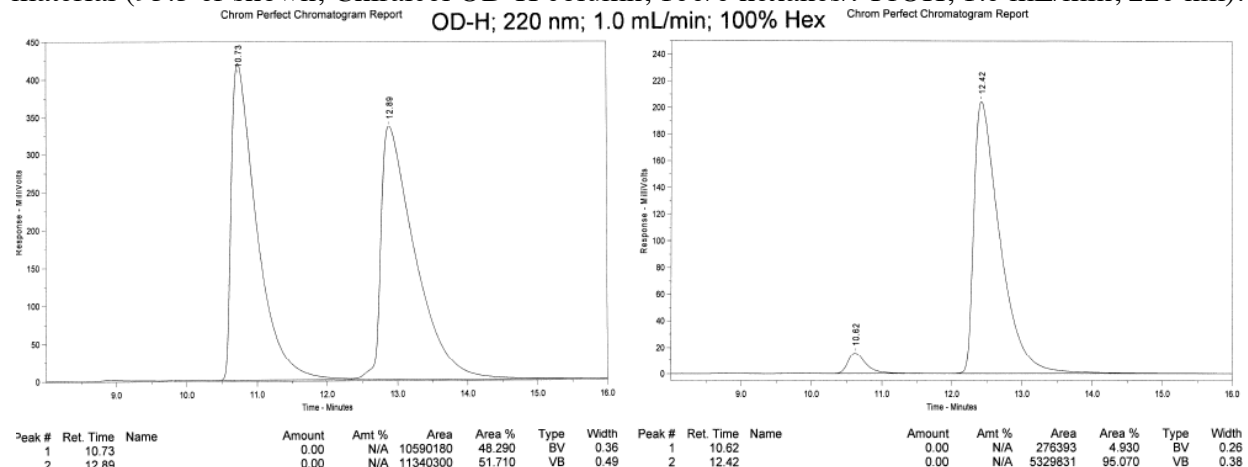 OD-H; 220 nm; 1.0 mL/min; 100% Hex
Chrom Perfect Chromatogram Report
450
400
350
300
250
200
150
100
50
0
Response - MilliVolts
10.73
12.89
9.0 10.0 11.0 12.0 13.0 14.0 15.0 16.0
Time - Minutes
Peak # Ret. Time Name Amount Amt % Area Area % Type Width
1 10.73 0.00 N/A 10590180 48.290 BV 0.36
2 12.89 0.00 N/A 11340300 51.710 VB 0.49
Chrom Perfect Chromatogram Report
240
220
200
180
160
140
120
100
80
60
40
20
0
Response - MilliVolts
10.62
12.42
9.0 10.0 11.0 12.0 13.0 14.0 15.0 16.0
Time - Minutes
Peak # Ret. Time Name Amount Amt % Area Area % Type Width
1 10.62 0.00 N/A 276393 4.930 BV 0.26
2 12.42 0.00 N/A 5329831 95.070 VB 0.38